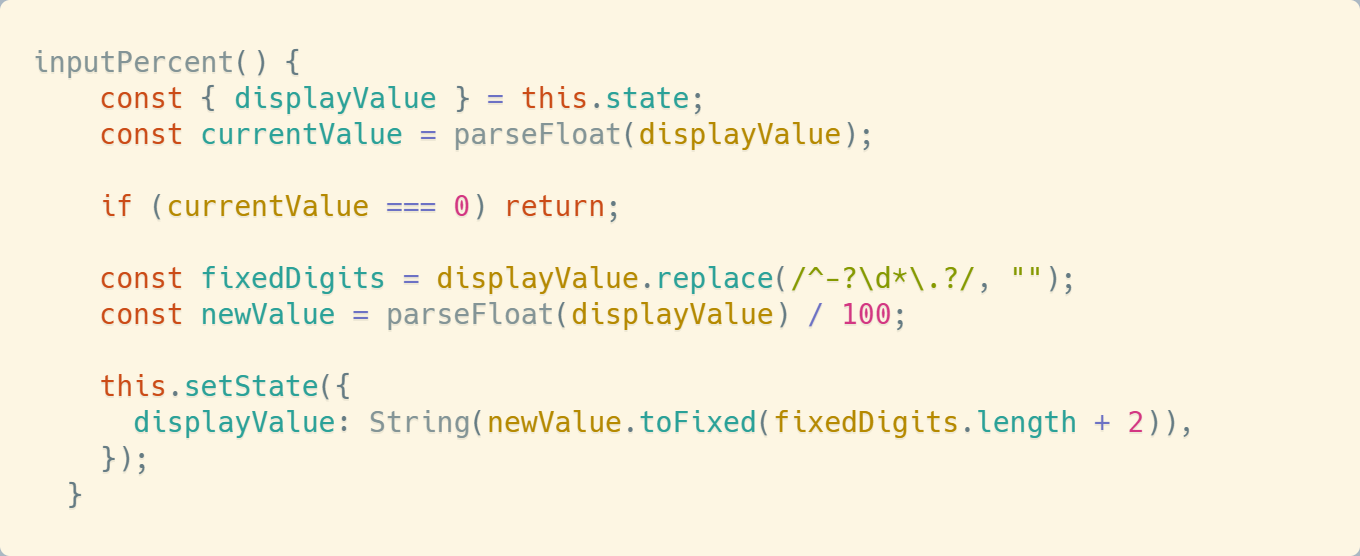 inputPercent() {
    const { displayValue } = this.state;
    const currentValue = parseFloat(displayValue);

    if (currentValue === 0) return;

    const fixedDigits = displayValue.replace(/^-?\d*\.?/, "");
    const newValue = parseFloat(displayValue) / 100;

    this.setState({
      displayValue: String(newValue.toFixed(fixedDigits.length + 2)),
    });
  }